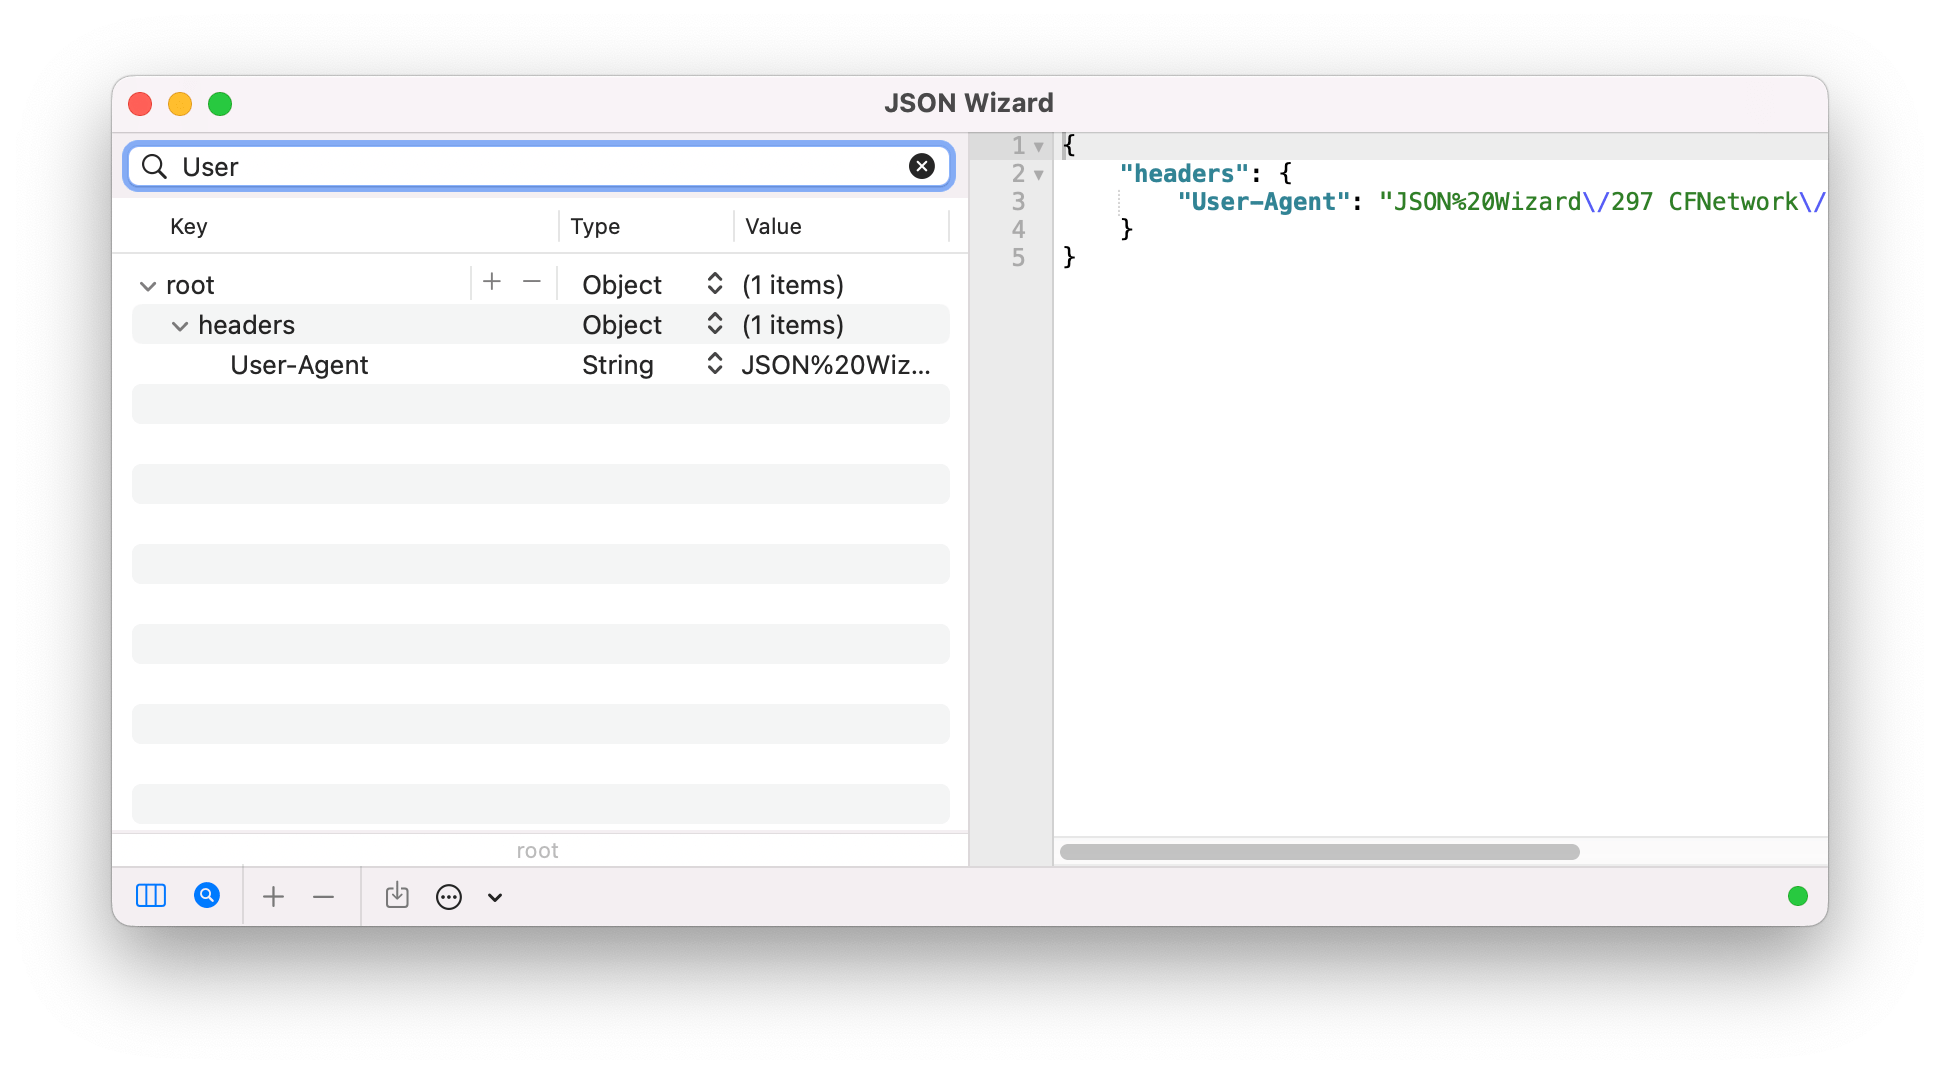 JSON Wizard
User
Key Type Value
root Object (1 items)
headers Object (1 items)
User-Agent String JSON%20Wiz...
root
1 {
2 "headers": {
3 "User-Agent": "JSON%20Wizard\/297 CFNetwork\/
4 }
5 }